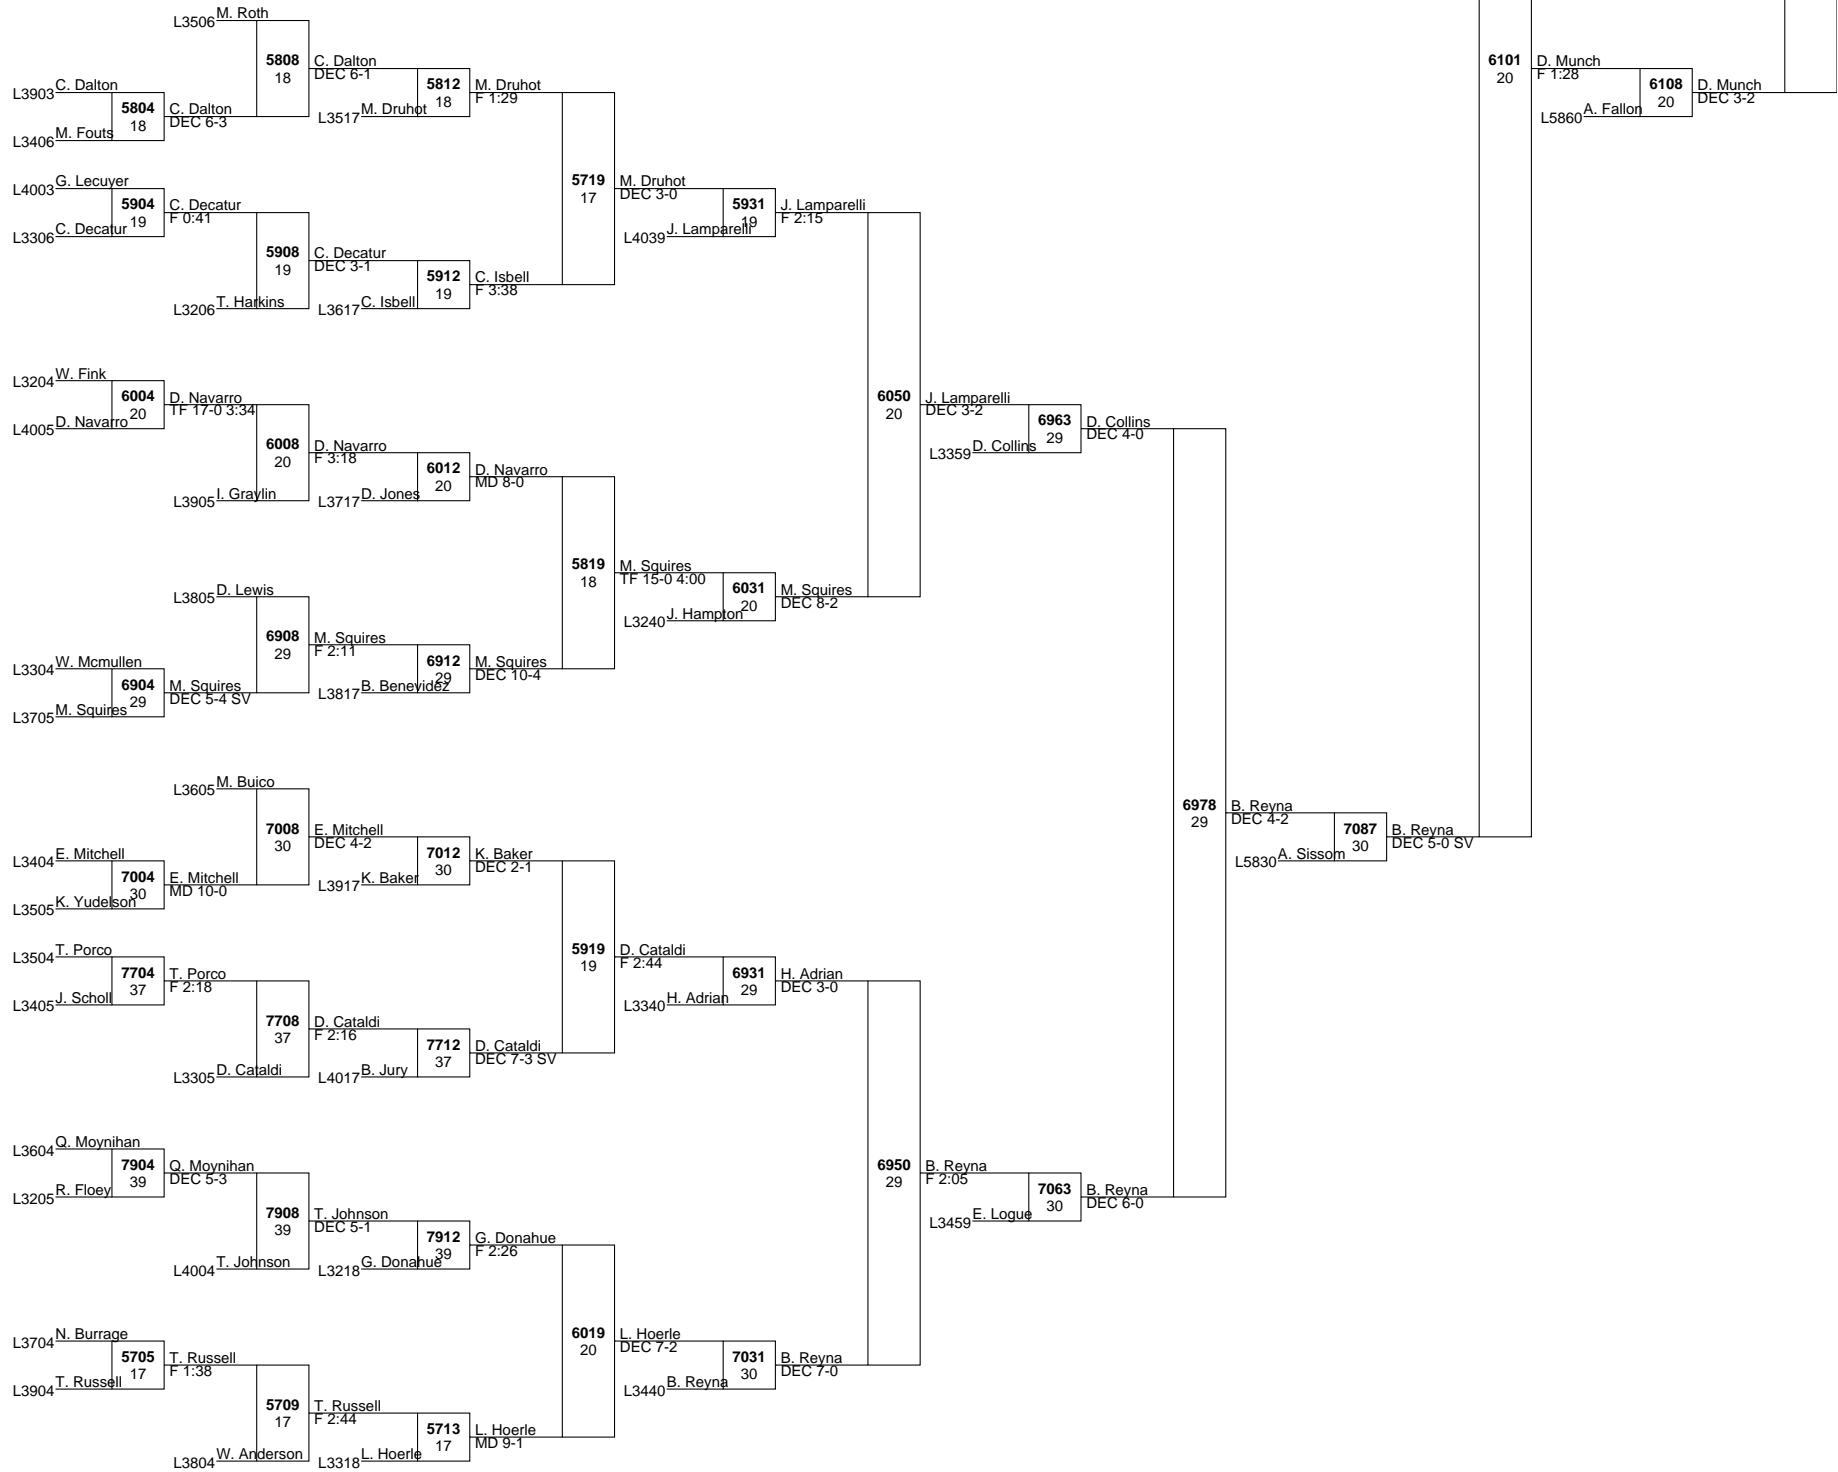 M. Roth
L3506
5808
18
C. Dalton
DEC 6-1
C. Dalton
L3903
5804
18
C. Dalton
DEC 6-3
M. Fouts
L3406
5812
18
M. Druhot
F 1:29
L3517
M. Druhot
G. Lecuyer
L4003
5904
19
C. Decatur
F 0:41
C. Decatur
L3306
5908
19
C. Decatur
DEC 3-1
T. Harkins
L3206
5912
19
C. Isbell
F 3:38
L3617
C. Isbell
5719
17
M. Druhot
DEC 3-0
5931
19
J. Lamparelli
F 2:15
L4039
J. Lamparelli
W. Fink
L3204
6004
20
D. Navarro
TF 17-0 3:34
D. Navarro
L4005
6008
20
D. Navarro
F 3:18
I. Graylin
L3905
6012
20
D. Navarro
MD 8-0
L3717
D. Jones
5819
18
M. Squires
TF 15-0 4:00
6031
20
M. Squires
DEC 8-2
L3240
J. Hampton
D. Lewis
L3805
6908
29
M. Squires
F 2:11
W. Mcmullen
L3304
6904
29
M. Squires
DEC 5-4 SV
M. Squires
L3705
6912
29
M. Squires
DEC 10-4
L3817
B. Benevidez
6050
20
J. Lamparelli
DEC 3-2
6963
29
D. Collins
DEC 4-0
L3359
D. Collins
M. Buico
L3605
7008
30
E. Mitchell
DEC 4-2
E. Mitchell
L3404
7004
30
E. Mitchell
MD 10-0
K. Yudelson
L3505
7012
30
K. Baker
DEC 2-1
L3917
K. Baker
T. Porco
L3504
7704
37
T. Porco
F 2:18
J. Scholl
L3405
7708
37
D. Cataldi
F 2:16
D. Cataldi
L3305
7712
37
D. Cataldi
DEC 7-3 SV
L4017
B. Jury
5919
19
D. Cataldi
F 2:44
6931
29
H. Adrian
DEC 3-0
L3340
H. Adrian
Q. Moynihan
L3604
7904
39
Q. Moynihan
DEC 5-3
R. Floey
L3205
7908
39
T. Johnson
DEC 5-1
T. Johnson
L4004
7912
39
G. Donahue
F 2:26
L3218
G. Donahue
N. Burrage
L3704
5705
17
T. Russell
F 1:38
T. Russell
L3904
5709
17
T. Russell
F 2:44
W. Anderson
L3804
5713
17
L. Hoerle
MD 9-1
L3318
L. Hoerle
6019
20
L. Hoerle
DEC 7-2
7031
30
B. Reyna
DEC 7-0
L3440
B. Reyna
6950
29
B. Reyna
F 2:05
7063
30
B. Reyna
DEC 6-0
L3459
E. Logue
6978
29
B. Reyna
DEC 4-2
7087
30
B. Reyna
DEC 5-0 SV
L5830
A. Sissom
6101
20
D. Munch
F 1:28
6108
20
D. Munch
DEC 3-2
L5860
A. Fallon